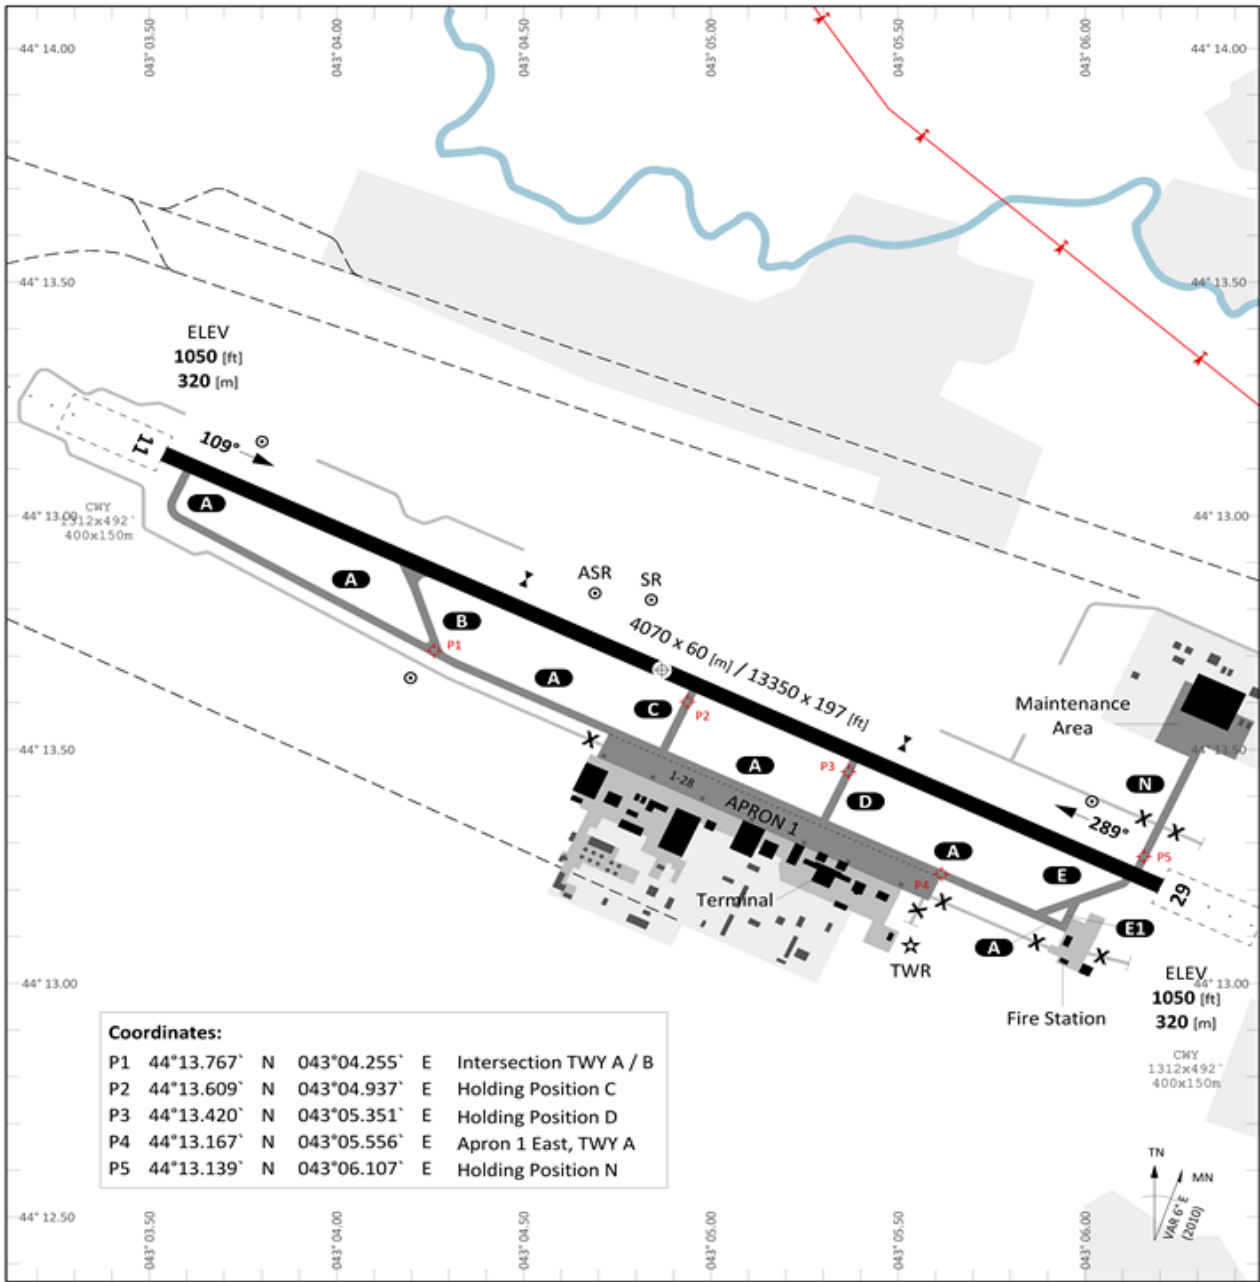 043° 03.50
043° 04.00
043° 04.50
043° 05.00
043° 05.50
043° 06.00
44° 14.00
44° 14.00
44° 13.50
44° 13.50
ELEV
1050 [ft]
320 [m]
11
109°
A
CWY
1312x492`
400x150m
44° 13.00
44° 13.00
A
ASR
SR
B
P1
4070 x 60 [m] / 13350 x 197 [ft]
A
C
P2
Maintenance
Area
44° 13.50
44° 13.50
A
P3
1-28
APRON 1
D
N
289°
A
P4
E
P5
29
Terminal
E1
A
TWR
ELEV
1050 [ft]
320 [m]
44° 13.00
44° 13.00
Fire Station
CWY
1312x492`
400x150m
Coordinates:
P1 44°13.767` N 043°04.255` E Intersection TWY A / B
P2 44°13.609` N 043°04.937` E Holding Position C
P3 44°13.420` N 043°05.351` E Holding Position D
P4 44°13.167` N 043°05.556` E Apron 1 East, TWY A
P5 44°13.139` N 043°06.107` E Holding Position N
TN
MN
VAR 6° E
(2010)
44° 12.50
44° 12.50
043° 03.50
043° 04.00
043° 04.50
043° 05.00
043° 05.50
043° 06.00